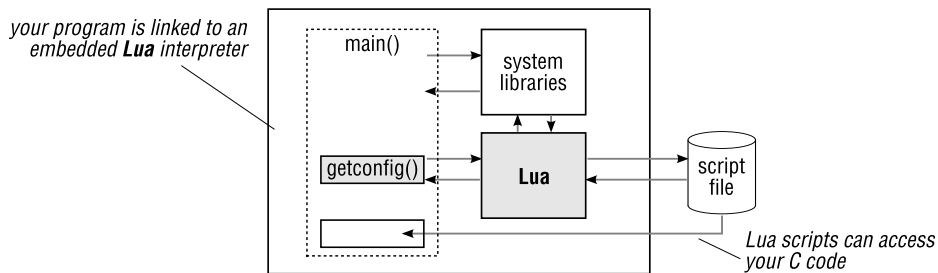 your program is linked to an
embedded Lua interpreter
main()
system
libraries
getconfig()
Lua
script
file
Lua scripts can access
your C code